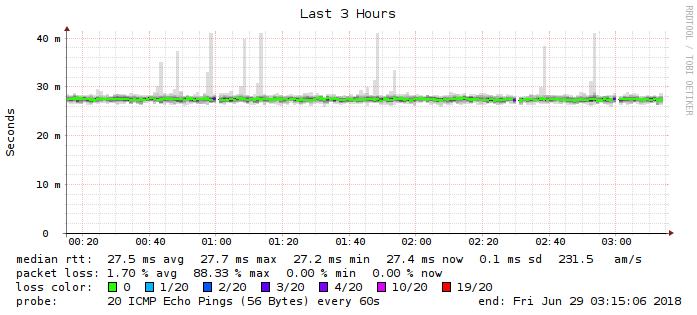 Last 3 Hours
RRDTOOL / TOBI OETIKER
Seconds
40 m
30 m
20 m
10 m
0
00:20 00:40 01:00 01:20 01:40 02:00 02:20 02:40 03:00
median rtt: 27.5 ms avg 27.7 ms max 27.2 ms min 27.4 ms now 0.1 ms sd 231.5 am/s
packet loss: 1.70 % avg 88.33 % max 0.00 % min 0.00 % now
loss color: 0 1/20 2/20 3/20 4/20 10/20 19/20
probe: 20 ICMP Echo Pings (56 Bytes) every 60s end: Fri Jun 29 03:15:06 2018